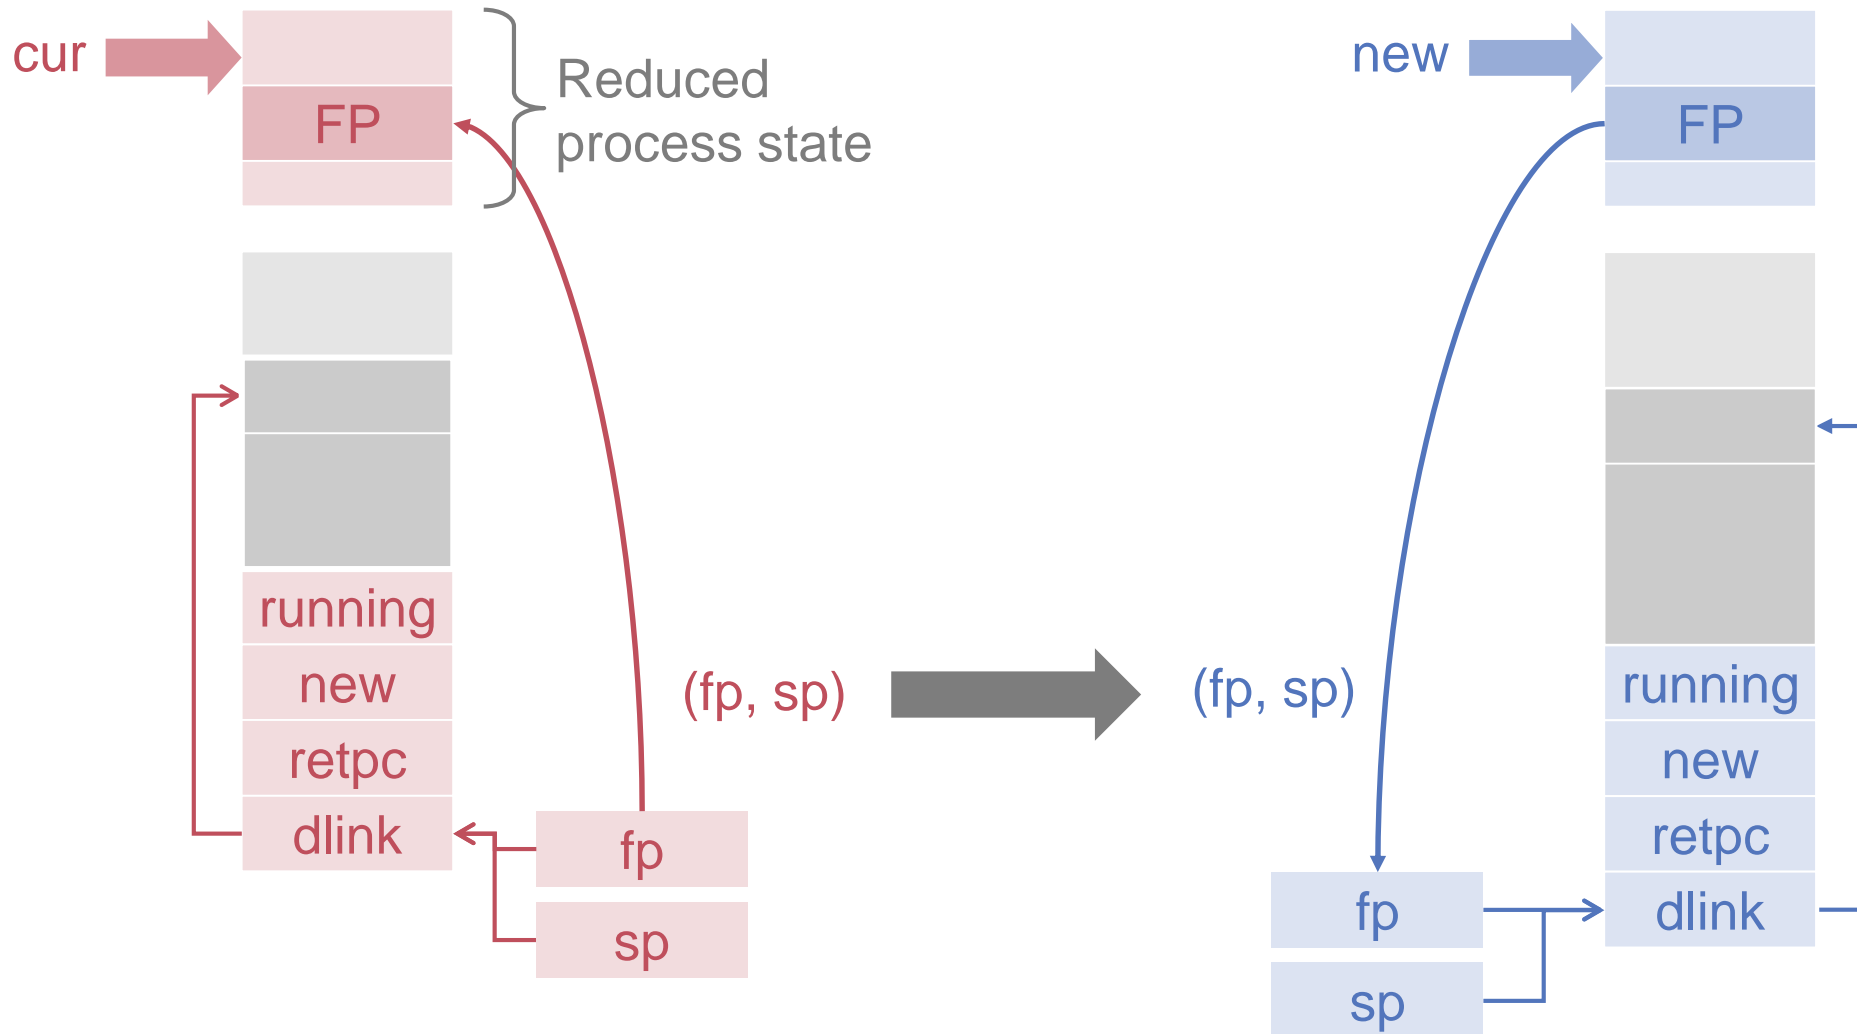 cur
FP
Reduced
process state
running
new
retpc
dlink
fp
sp
(fp, sp)
(fp, sp)
new
FP
running
new
retpc
dlink
fp
sp